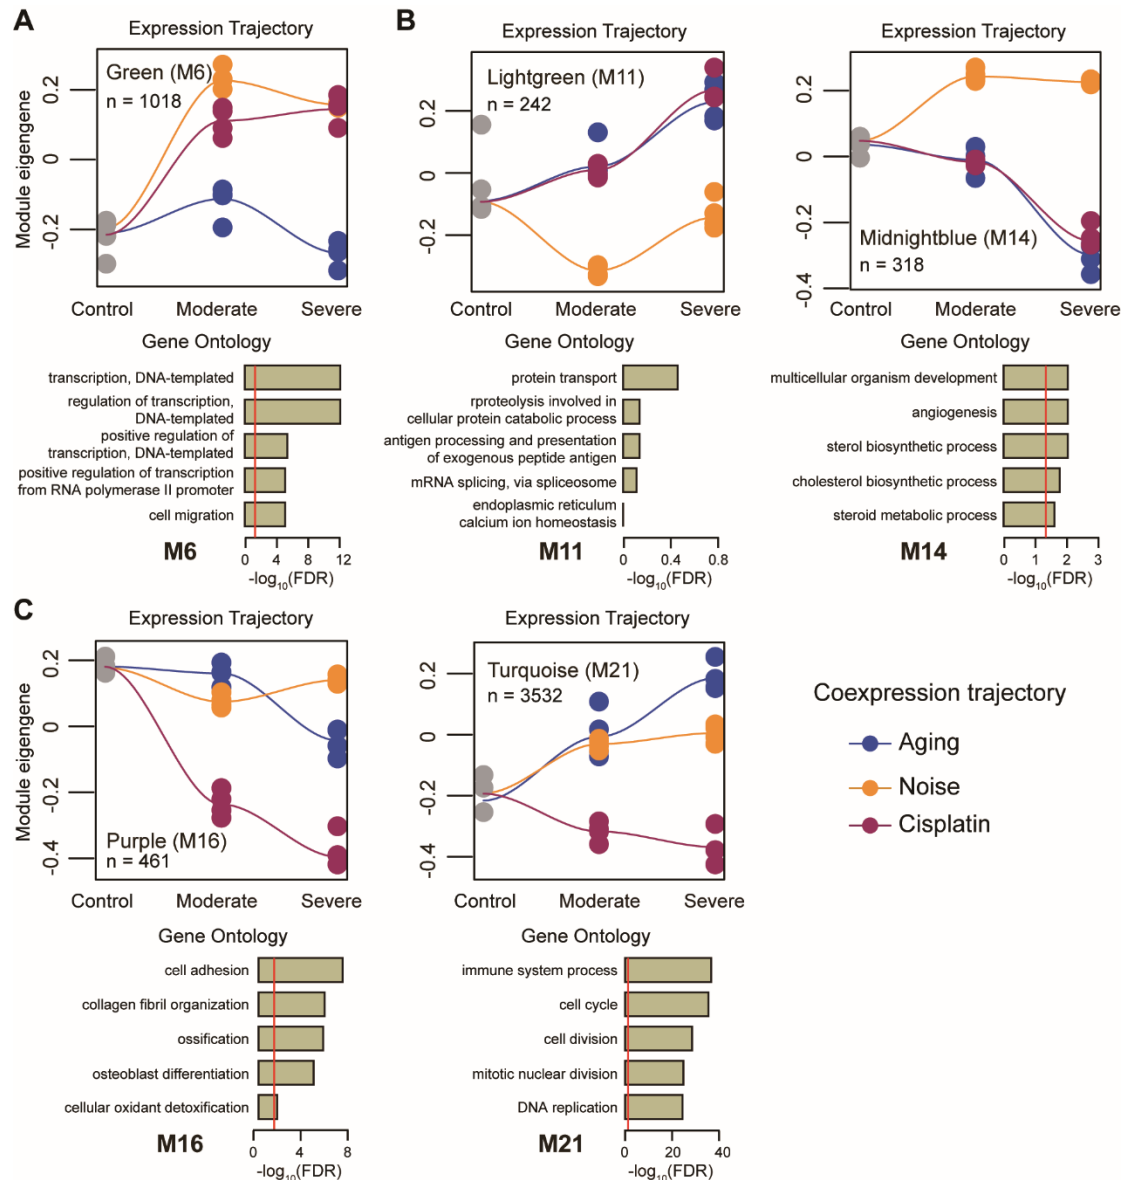 A
Expression Trajectory
Module eigengene
0.2
0
-0.2
Green (M6)
n = 1018
Control
Moderate
Severe
Gene Ontology
transcription, DNA-templated
regulation of transcription,
DNA-templated
positive regulation of
transcription, DNA-templated
positive regulation of transcription
from RNA polymerase II promoter
cell migration
M6
0
4
8
12
-log10(FDR)
B
Expression Trajectory
0.2
0
-0.2
Lightgreen (M11)
n = 242
Control
Moderate
Severe
Gene Ontology
protein transport
rproteolysis involved in
cellular protein catabolic process
antigen processing and presentation
of exogenous peptide antigen
mRNA splicing, via spliceosome
endoplasmic reticulum
calcium ion homeostasis
M11
0
0.4
0.8
-log10(FDR)
Expression Trajectory
0.2
0
-0.2
-0.4
Midnightblue (M14)
n = 318
Control
Moderate
Severe
Gene Ontology
multicellular organism development
angiogenesis
sterol biosynthetic process
cholesterol biosynthetic process
steroid metabolic process
M14
0
1
2
3
-log10(FDR)
C
Expression Trajectory
Module eigengene
0.2
0
-0.2
-0.4
Purple (M16)
n = 461
Control
Moderate
Severe
Gene Ontology
cell adhesion
collagen fibril organization
ossification
osteoblast differentiation
cellular oxidant detoxification
M16
0
4
8
-log10(FDR)
Expression Trajectory
0.2
0
-0.2
-0.4
Turquoise (M21)
n = 3532
Control
Moderate
Severe
Gene Ontology
immune system process
cell cycle
cell division
mitotic nuclear division
DNA replication
M21
0
20
40
-log10(FDR)
Coexpression trajectory
Aging
Noise
Cisplatin